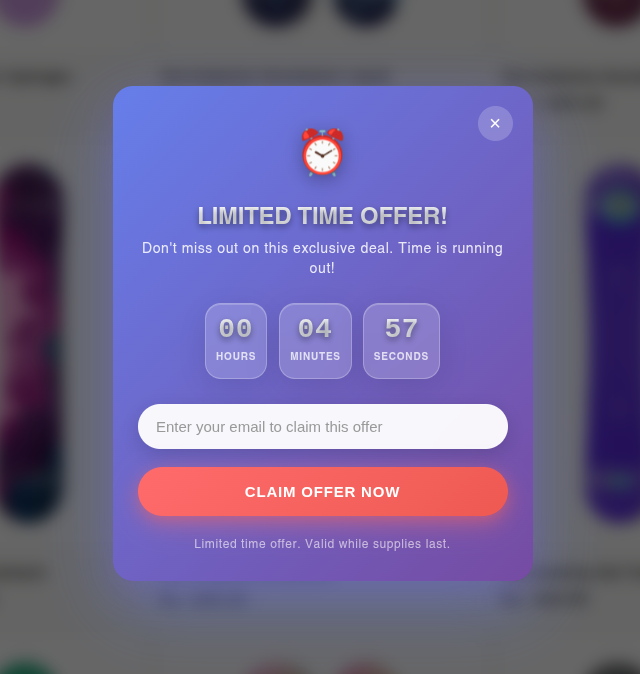 ×
LIMITED TIME OFFER!
Don't miss out on this exclusive deal. Time is running
out!
00 04 57
HOURS MINUTES SECONDS
Enter your email to claim this offer
CLAIM OFFER NOW
Limited time offer. Valid while supplies last.